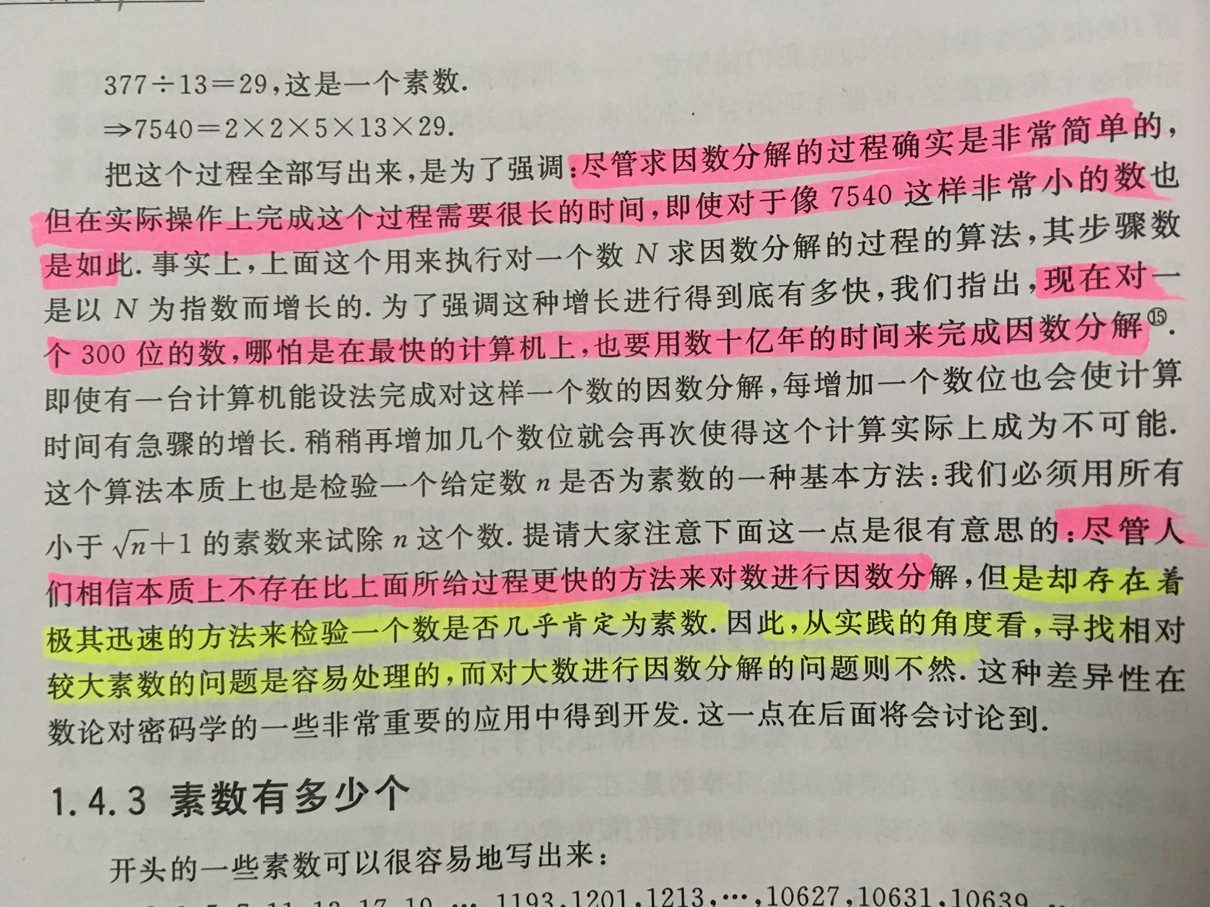 377÷13=29,这是一个素数.
⇒7540=2×2×5×13×29.
把这个过程全部写出来,是为了强调:尽管求因数分解的过程确实是非常简单的,
但在实际操作上完成这个过程需要很长的时间,即使对于像 7540 这样非常小的数也
是如此. 事实上,上面这个用来执行对一个数 N 求因数分解的过程的算法,其步骤数
是以 N 为指数而增长的. 为了强调这种增长进行得到底有多快,我们指出,现在对一
个 300 位的数,哪怕是在最快的计算机上,也要用数十亿年的时间来完成因数分解⑮.
即使有一台计算机能设法完成对这样一个数的因数分解,每增加一个数位也会使计算
时间有急骤的增长. 稍稍再增加几个数位就会再次使得这个计算实际上成为不可能.
这个算法本质上也是检验一个给定数 n 是否为素数的一种基本方法:我们必须用所有
小于 √n+1 的素数来试除 n 这个数. 提请大家注意下面这一点是很有意思的:尽管人
们相信本质上不存在比上面所给过程更快的方法来对数进行因数分解,但是却存在着
极其迅速的方法来检验一个数是否几乎肯定为素数. 因此,从实践的角度看,寻找相对
较大素数的问题是容易处理的,而对大数进行因数分解的问题则不然. 这种差异性在
数论对密码学的一些非常重要的应用中得到开发. 这一点在后面将会讨论到.
1.4.3 素数有多少个
开头的一些素数可以很容易地写出来:
1193,1201,1213,…,10627,10631,10639